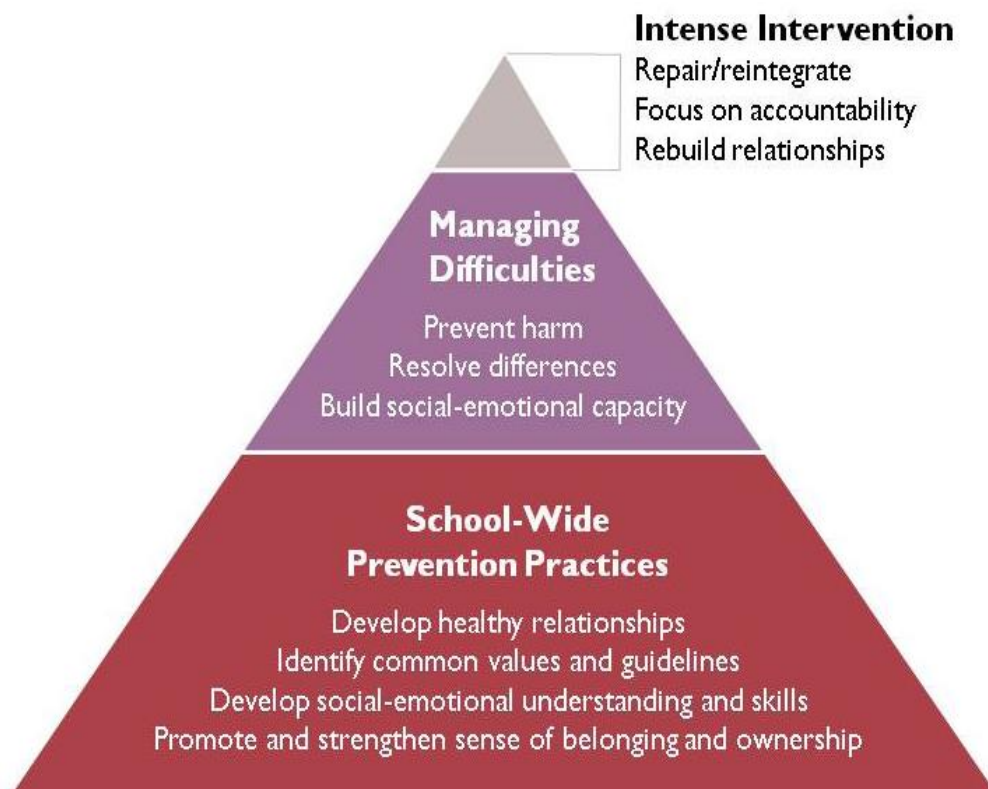 Intense Intervention
Repair/reintegrate
Focus on accountability
Rebuild relationships
Managing
Difficulties
Prevent harm
Resolve differences
Build social-emotional capacity
School-Wide
Prevention Practices
Develop healthy relationships
Identify common values and guidelines
Develop social-emotional understanding and skills
Promote and strengthen sense of belonging and ownership